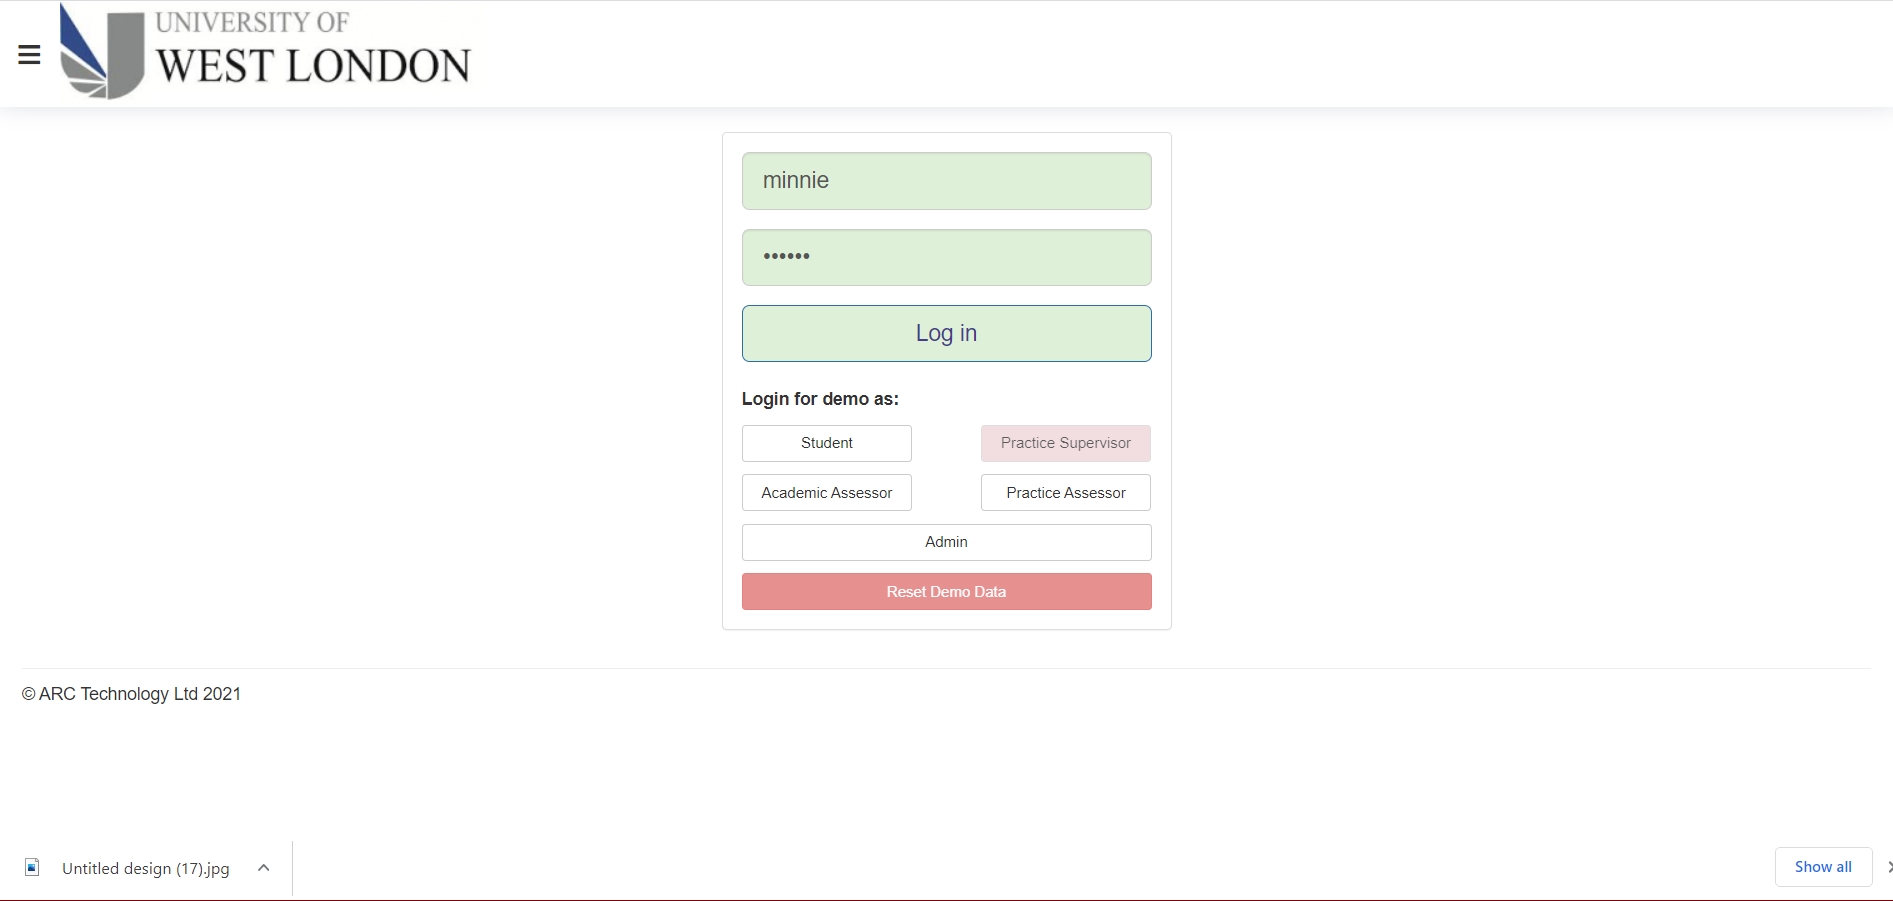 UNIVERSITY OF
WEST LONDON
minnie
••••••
Log in
Login for demo as:
Student
Practice Supervisor
Academic Assessor
Practice Assessor
Admin
Reset Demo Data
© ARC Technology Ltd 2021
Untitled design (17).jpg
Show all